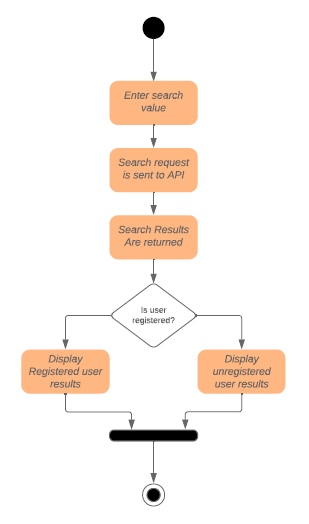 Enter search
value
Search request
is sent to API
Search Results
Are returned
Is user
registered?
Display
Registered user
results
Display
unregistered
user results